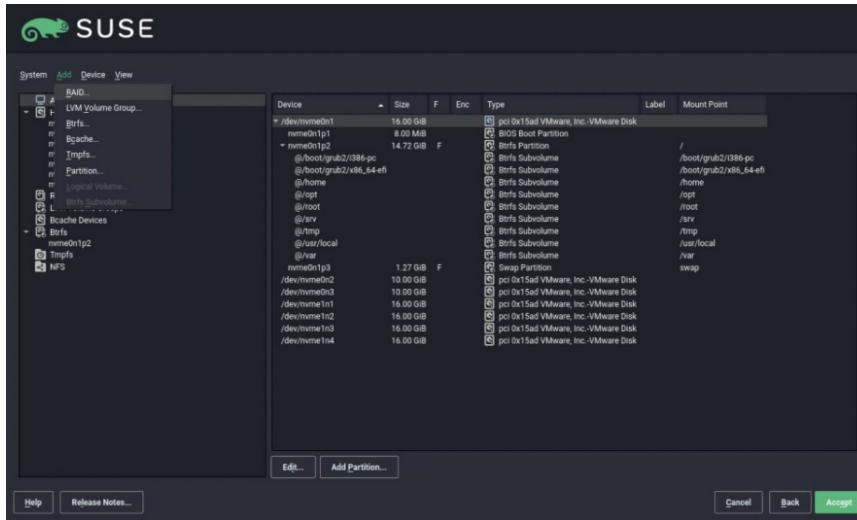 SUSE
System Add Device View
RAID...
LVM Volume Group...
Btrfs...
Bcache...
Tmpfs...
Partition...
Logical Volume...
Btrfs Subvolume...
Bcache Devices
Btrfs
nvme0n1p2
Tmpfs
NFS
Device Size F Enc Type Label Mount Point
/dev/nvme0n1 16.00 GiB pci 0x15ad VMware, Inc.-VMware Disk
nvme0n1p1 8.00 MiB BIOS Boot Partition
nvme0n1p2 14.72 GiB F Btrfs Partition /
@/boot/grub2/i386-pc Btrfs Subvolume /boot/grub2/i386-pc
@/boot/grub2/x86_64-efi Btrfs Subvolume /boot/grub2/x86_64-efi
@/home Btrfs Subvolume /home
@/opt Btrfs Subvolume /opt
@/root Btrfs Subvolume /root
@/srv Btrfs Subvolume /srv
@/tmp Btrfs Subvolume /tmp
@/usr/local Btrfs Subvolume /usr/local
@/var Btrfs Subvolume /var
nvme0n1p3 1.27 GiB F Swap Partition swap
/dev/nvme0n2 10.00 GiB pci 0x15ad VMware, Inc.-VMware Disk
/dev/nvme0n3 10.00 GiB pci 0x15ad VMware, Inc.-VMware Disk
/dev/nvme1n1 16.00 GiB pci 0x15ad VMware, Inc.-VMware Disk
/dev/nvme1n2 16.00 GiB pci 0x15ad VMware, Inc.-VMware Disk
/dev/nvme1n3 16.00 GiB pci 0x15ad VMware, Inc.-VMware Disk
/dev/nvme1n4 16.00 GiB pci 0x15ad VMware, Inc.-VMware Disk
Edit... Add Partition...
Help Release Notes... Cancel Back Accept